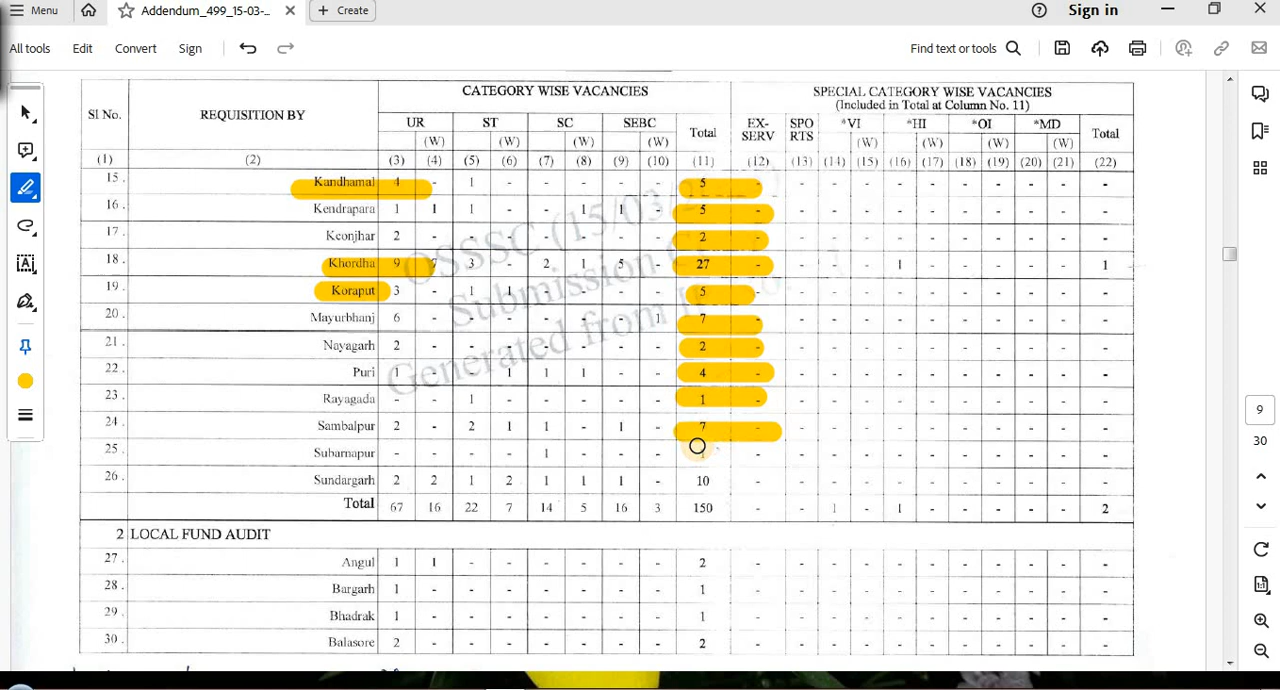 Menu Addendum_499_15-03-... Create Sign in
All tools Edit Convert Sign Find text or tools
Sl No. REQUISITION BY CATEGORY WISE VACANCIES SPECIAL CATEGORY WISE VACANCIES
(Included in Total at Column No. 11)
UR ST SC SEBC Total EX-SERV SPORTS *VI *HI *OI *MD Total
(W) (W) (W) (W) (W) (W) (W) (W)
(1) (2) (3) (4) (5) (6) (7) (8) (9) (10) (11) (12) (13) (14) (15) (16) (17) (18) (19) (20) (21) (22)
15. Kandhamal 4 - 1 - - - - - 5 - - - - - - - - - - -
16. Kendrapara 1 1 1 - - 1 1 - 5 - - - - - - - - - - -
17. Keonjhar 2 - - - - - - - 2 - - - - - - - - - - -
18. Khordha 9 7 3 - 2 1 5 - 27 - - - - 1 - - - - - 1
19. Koraput 3 - 1 1 - - - - 5 - - - - - - - - - - -
20. Mayurbhanj 6 - - - - - - 1 7 - - - - - - - - - - -
21. Nayagarh 2 - - - - - - - 2 - - - - - - - - - - -
22. Puri 1 - - 1 1 1 - - 4 - - - - - - - - - - -
23. Rayagada - - 1 - - - - - 1 - - - - - - - - - - -
24. Sambalpur 2 - 2 1 1 - 1 - 7 - - - - - - - - - - -
25. Subarnapur - - - - 1 - - - 1 - - - - - - - - - - -
26. Sundargarh 2 2 1 2 1 1 1 - 10 - - - - - - - - - - -
Total 67 16 22 7 14 5 16 3 150 - - 1 - 1 - - - - - 2
2 LOCAL FUND AUDIT
27. Angul 1 1 - - - - - - 2 - - - - - - - - - - -
28. Bargarh 1 - - - - - - - 1 - - - - - - - - - - -
29. Bhadrak 1 - - - - - - - 1 - - - - - - - - - - -
30. Balasore 2 - - - - - - - 2 - - - - - - - - - - -
OSSSC (15/03/
Submission
Generated from
9
30